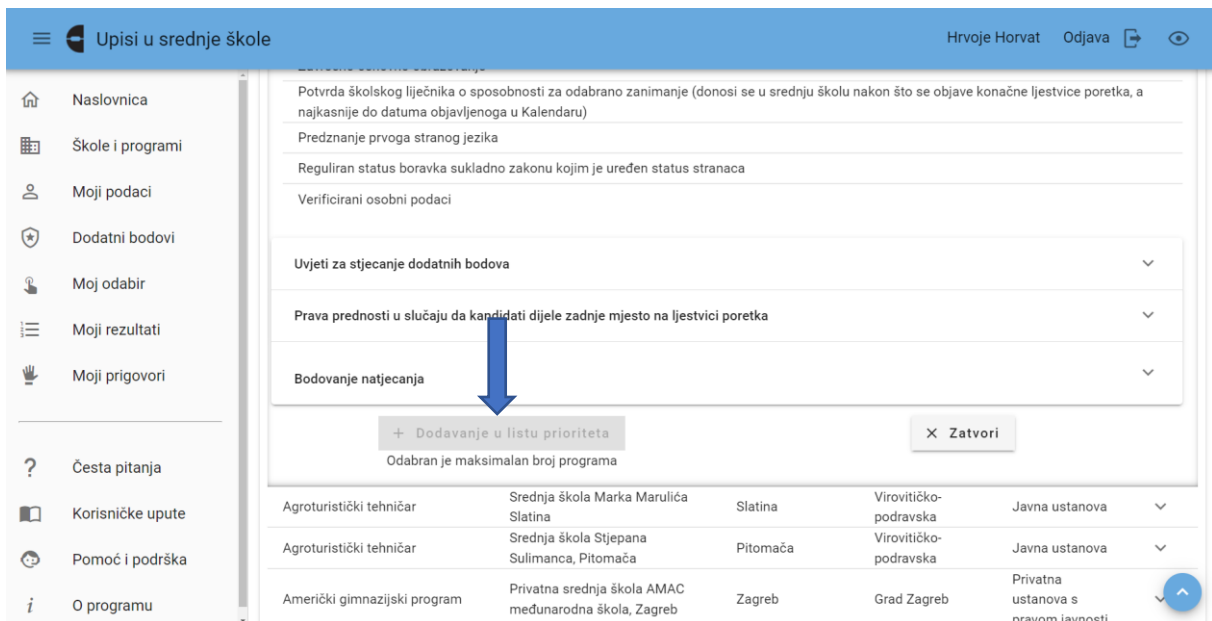 Upisi u srednje škole
Hrvoje Horvat
Odjava
Naslovnica
Škole i programi
Moji podaci
Dodatni bodovi
Moj odabir
Moji rezultati
Moji prigovori
Česta pitanja
Korisničke upute
Pomoć i podrška
O programu
Potvrda školskog liječnika o sposobnosti za odabrano zanimanje (donosi se u srednju školu nakon što se objave konačne ljestvice poretka, a
najkasnije do datuma objavljenoga u Kalendaru)
Predznanje prvoga stranog jezika
Reguliran status boravka sukladno zakonu kojim je uređen status stranaca
Verificirani osobni podaci
Uvjeti za stjecanje dodatnih bodova
Prava prednosti u slučaju da kandidati dijele zadnje mjesto na ljestvici poretka
Bodovanje natjecanja
+ Dodavanje u listu prioriteta
Odabran je maksimalan broj programa
× Zatvori
Agroturistički tehničar
Srednja škola Marka Marulića
Slatina
Slatina
Virovitičko-
podravska
Javna ustanova
Agroturistički tehničar
Srednja škola Stjepana
Sulimanca, Pitomača
Pitomača
Virovitičko-
podravska
Javna ustanova
Američki gimnazijski program
Privatna srednja škola AMAC
međunarodna škola, Zagreb
Zagreb
Grad Zagreb
Privatna
ustanova s
pravom javnosti